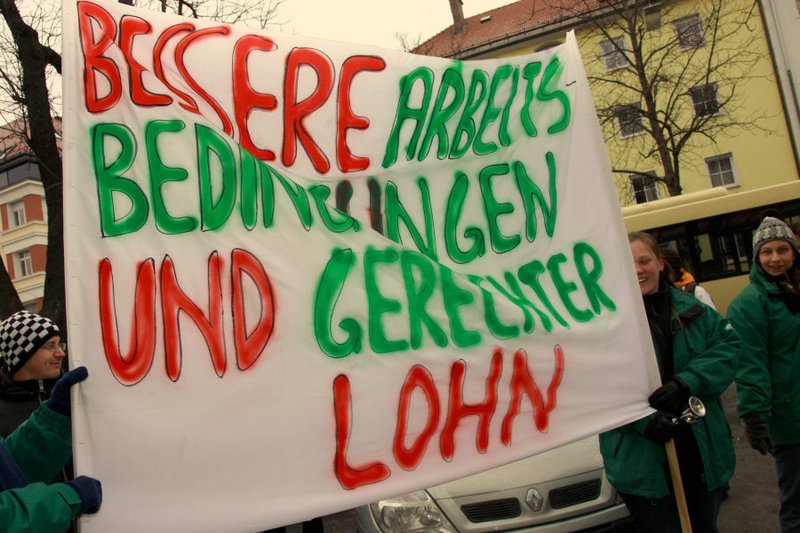 BESSERE ARBEITS-
BEDINGUNGEN
UND GERECHTER
LOHN